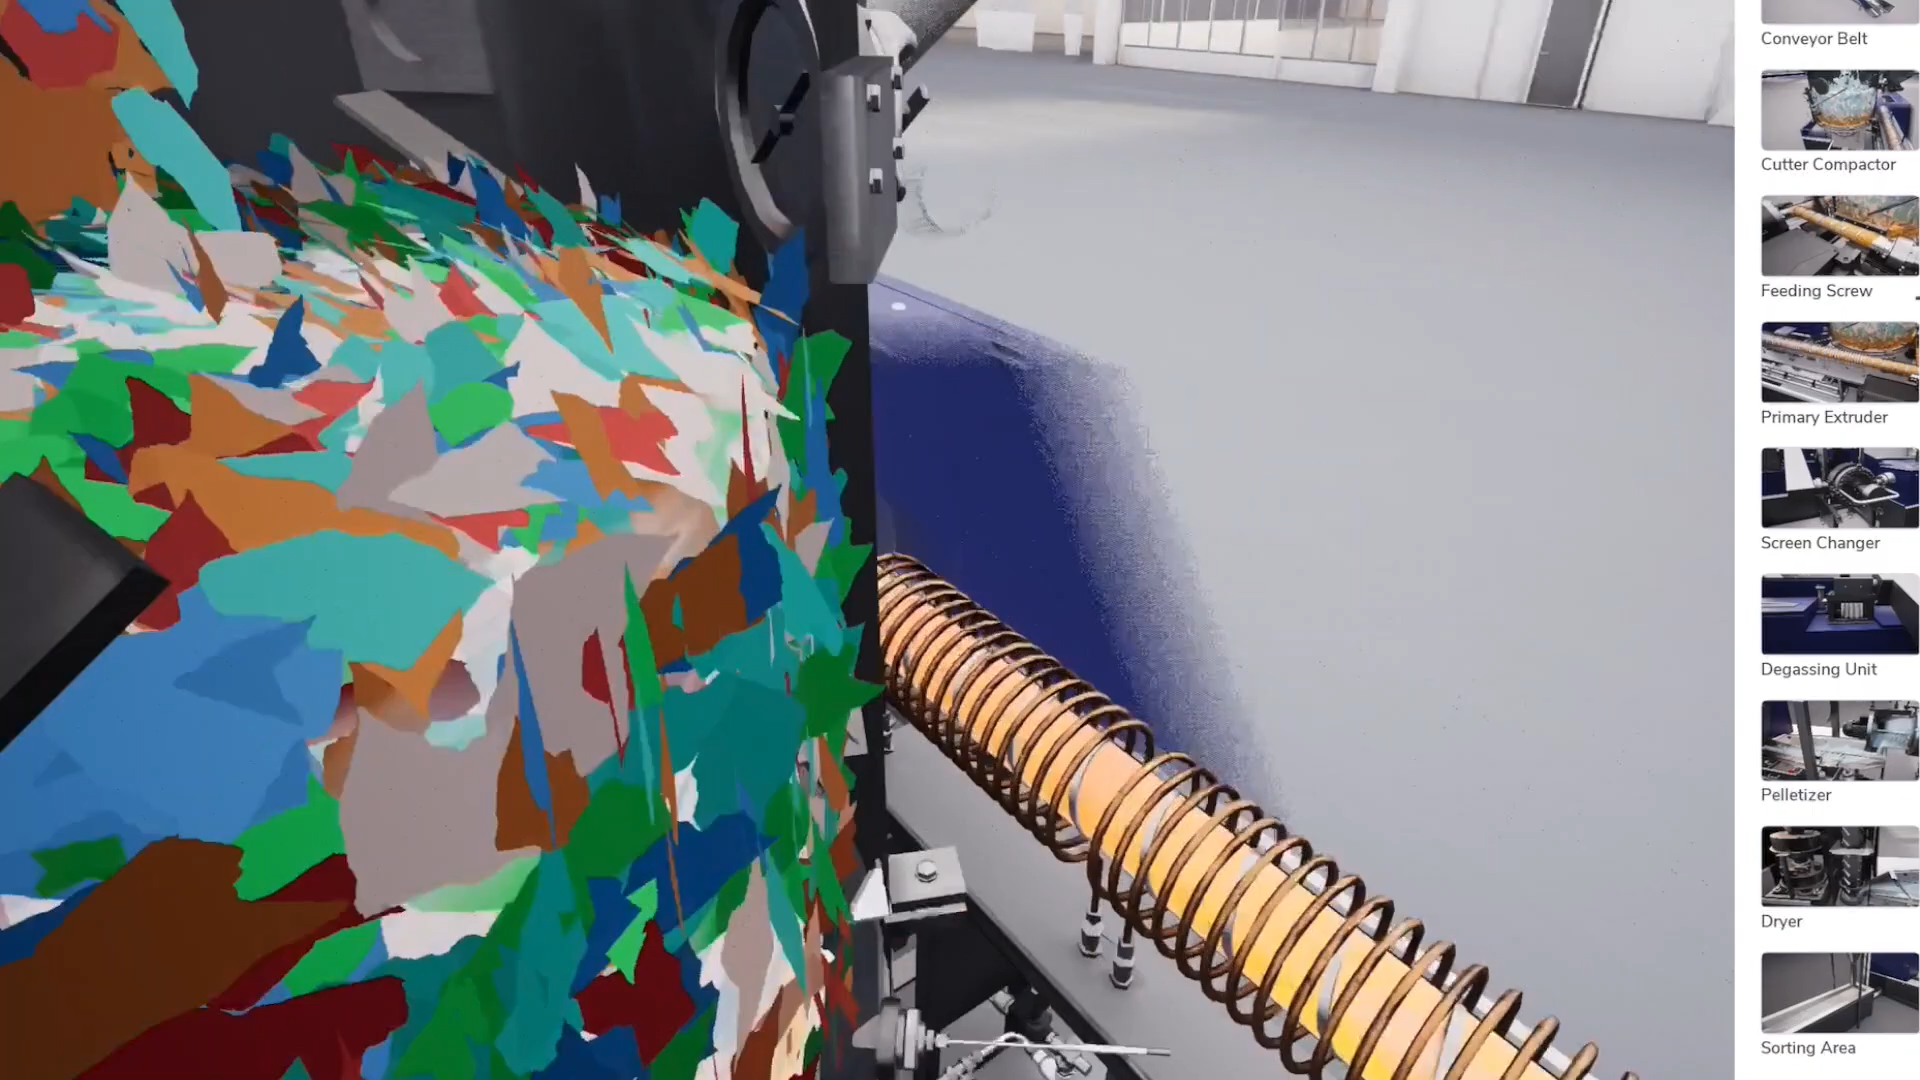 Conveyor Belt
Cutter Compactor
Feeding Screw
Primary Extruder
Screen Changer
Degassing Unit
Pelletizer
Dryer
Sorting Area